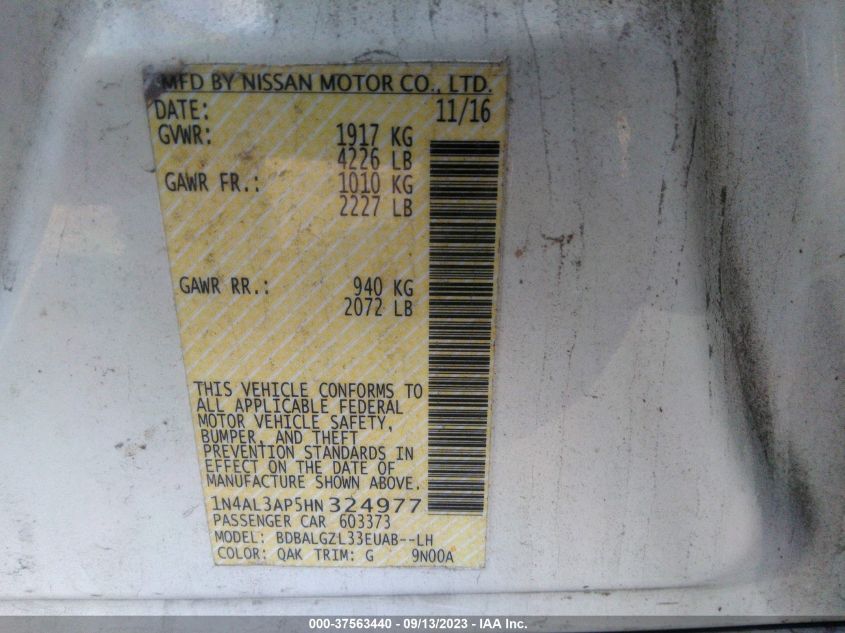 MFD BY NISSAN MOTOR CO., LTD.
DATE: 11/16
GVWR: 1917 KG
4226 LB
GAWR FR.: 1010 KG
2227 LB
GAWR RR.: 940 KG
2072 LB
THIS VEHICLE CONFORMS TO
ALL APPLICABLE FEDERAL
MOTOR VEHICLE SAFETY,
BUMPER, AND THEFT
PREVENTION STANDARDS IN
EFFECT ON THE DATE OF
MANUFACTURE SHOWN ABOVE.
1N4AL3AP5HN 324977
PASSENGER CAR 603373
MODEL: BDBALGZL33EUAB--LH
COLOR: QAK TRIM: G 9N00A
000-37563440 - 09/13/2023 - IAA Inc.